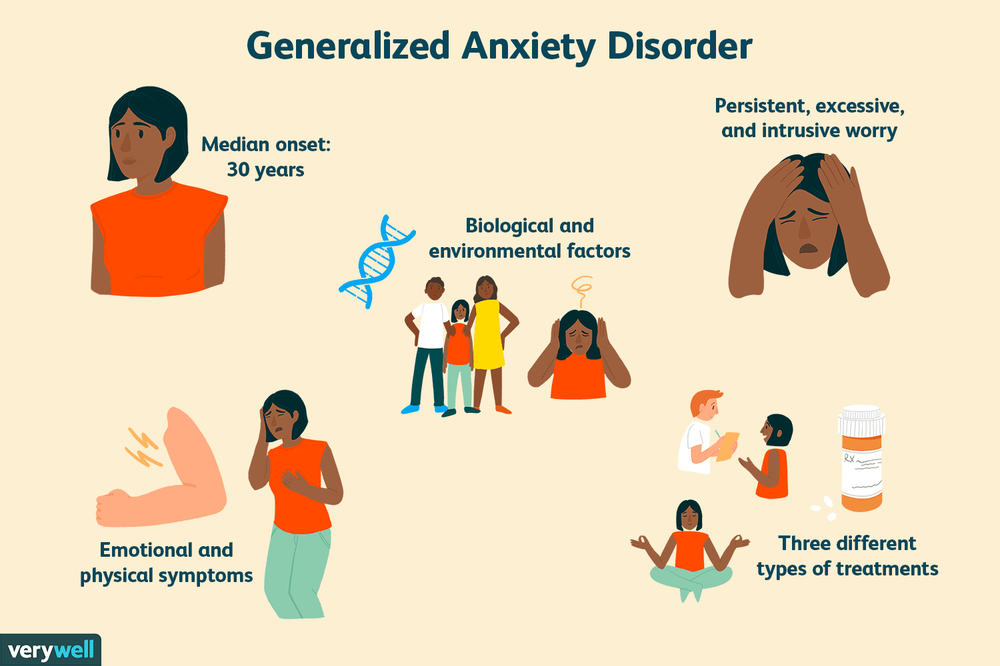 Generalized Anxiety Disorder
Median onset:
30 years
Persistent, excessive,
and intrusive worry
Biological and
environmental factors
Emotional and
physical symptoms
RX
Three different
types of treatments
verywell